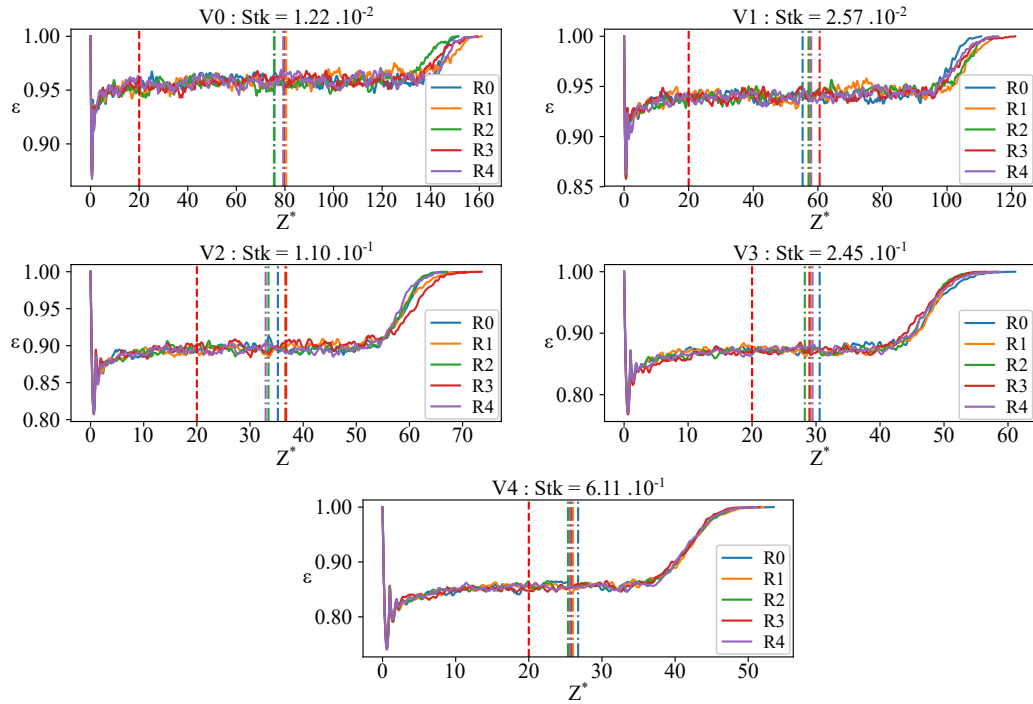 V0 : Stk = 1.22 .10⁻²
1.00
0.95
0.90
ε
0 20 40 60 80 100 120 140 160
Z*
R0
R1
R2
R3
R4
V1 : Stk = 2.57 .10⁻²
1.00
0.95
0.90
0.85
ε
0 20 40 60 80 100 120
Z*
R0
R1
R2
R3
R4
V2 : Stk = 1.10 .10⁻¹
1.00
0.95
0.90
0.85
0.80
ε
0 10 20 30 40 50 60 70
Z*
R0
R1
R2
R3
R4
V3 : Stk = 2.45 .10⁻¹
1.00
0.90
0.80
ε
0 10 20 30 40 50 60
Z*
R0
R1
R2
R3
R4
V4 : Stk = 6.11 .10⁻¹
1.00
0.90
0.80
ε
0 10 20 30 40 50
Z*
R0
R1
R2
R3
R4